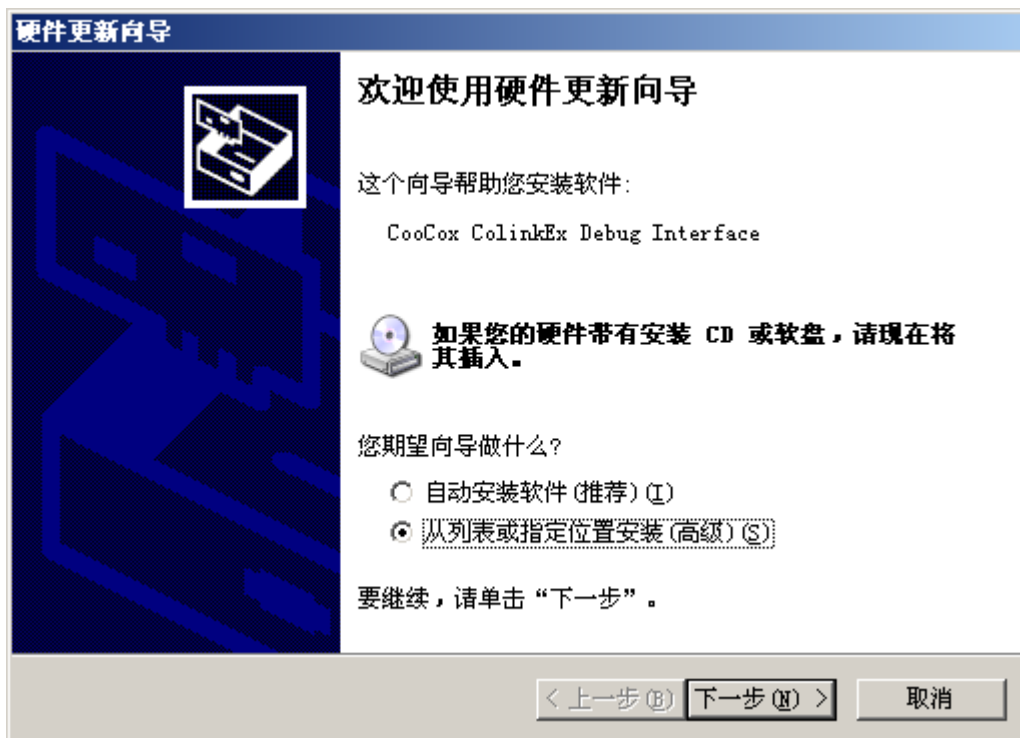 硬件更新向导
欢迎使用硬件更新向导
这个向导帮助您安装软件:
CooCox ColinkEx Debug Interface
如果您的硬件带有安装 CD 或软盘，请现在将
其插入。
您期望向导做什么?
自动安装软件(推荐)(I)
从列表或指定位置安装(高级)(S)
要继续，请单击“下一步”。
< 上一步(B) 下一步(N) > 取消